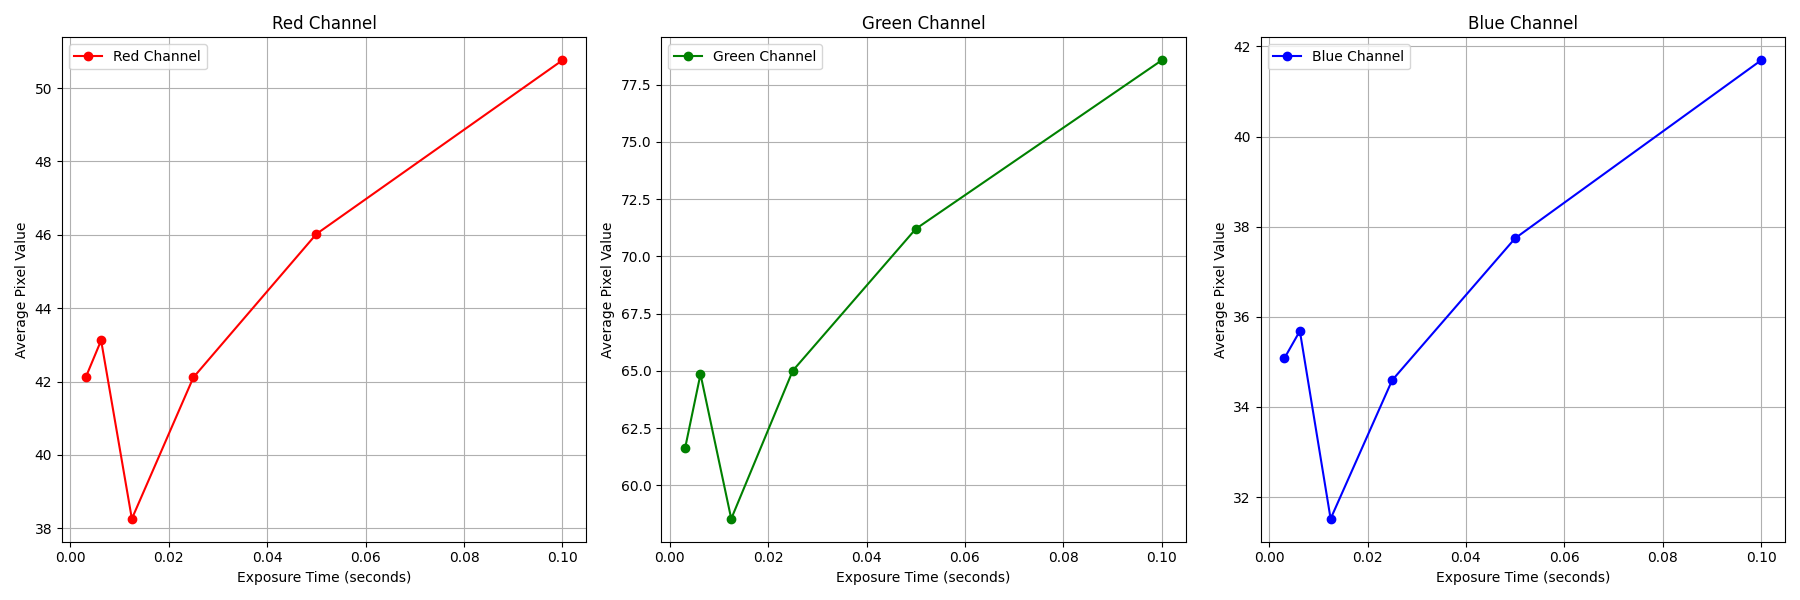 Red Channel
Red Channel
50
48
46
44
42
40
38
Average Pixel Value
0.00 0.02 0.04 0.06 0.08 0.10
Exposure Time (seconds)
Green Channel
Green Channel
77.5
75.0
72.5
70.0
67.5
65.0
62.5
60.0
Average Pixel Value
0.00 0.02 0.04 0.06 0.08 0.10
Exposure Time (seconds)
Blue Channel
Blue Channel
42
40
38
36
34
32
Average Pixel Value
0.00 0.02 0.04 0.06 0.08 0.10
Exposure Time (seconds)